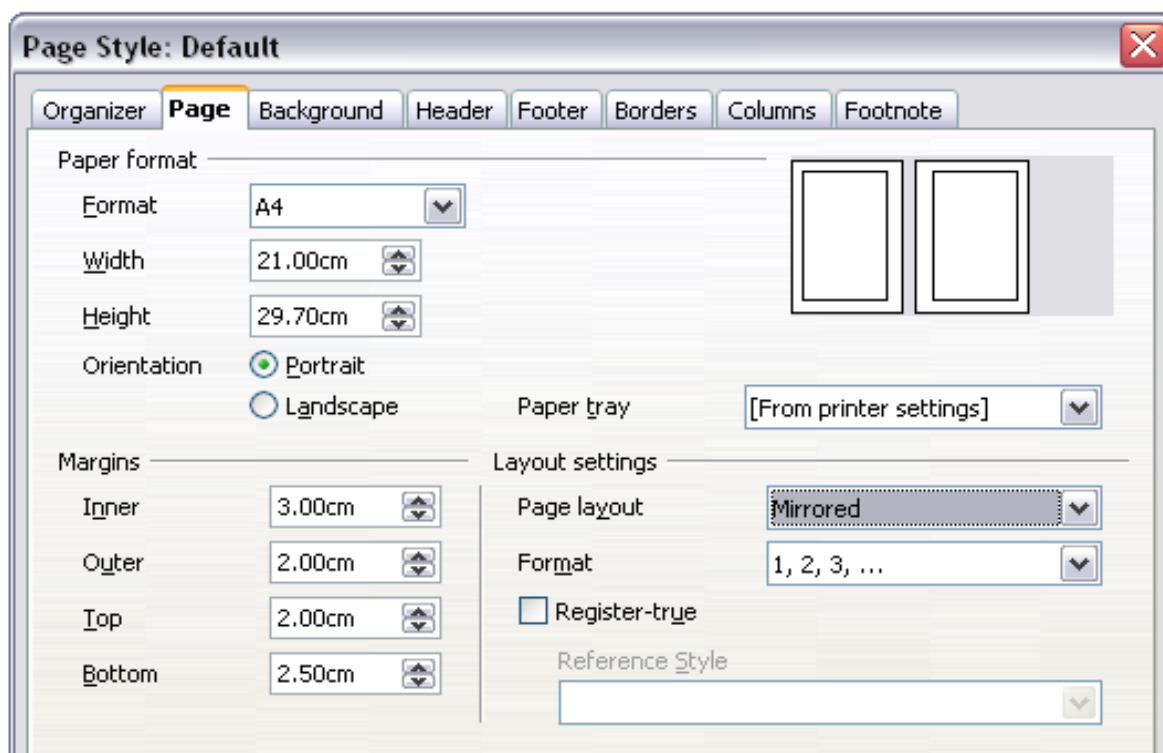 Page Style: Default
Organizer Page Background Header Footer Borders Columns Footnote
Paper format
Format A4
Width 21.00cm
Height 29.70cm
Orientation Portrait
Landscape Paper tray [From printer settings]
Margins Layout settings
Inner 3.00cm Page layout Mirrored
Outer 2.00cm Format 1, 2, 3, ...
Top 2.00cm Register-true
Bottom 2.50cm Reference Style